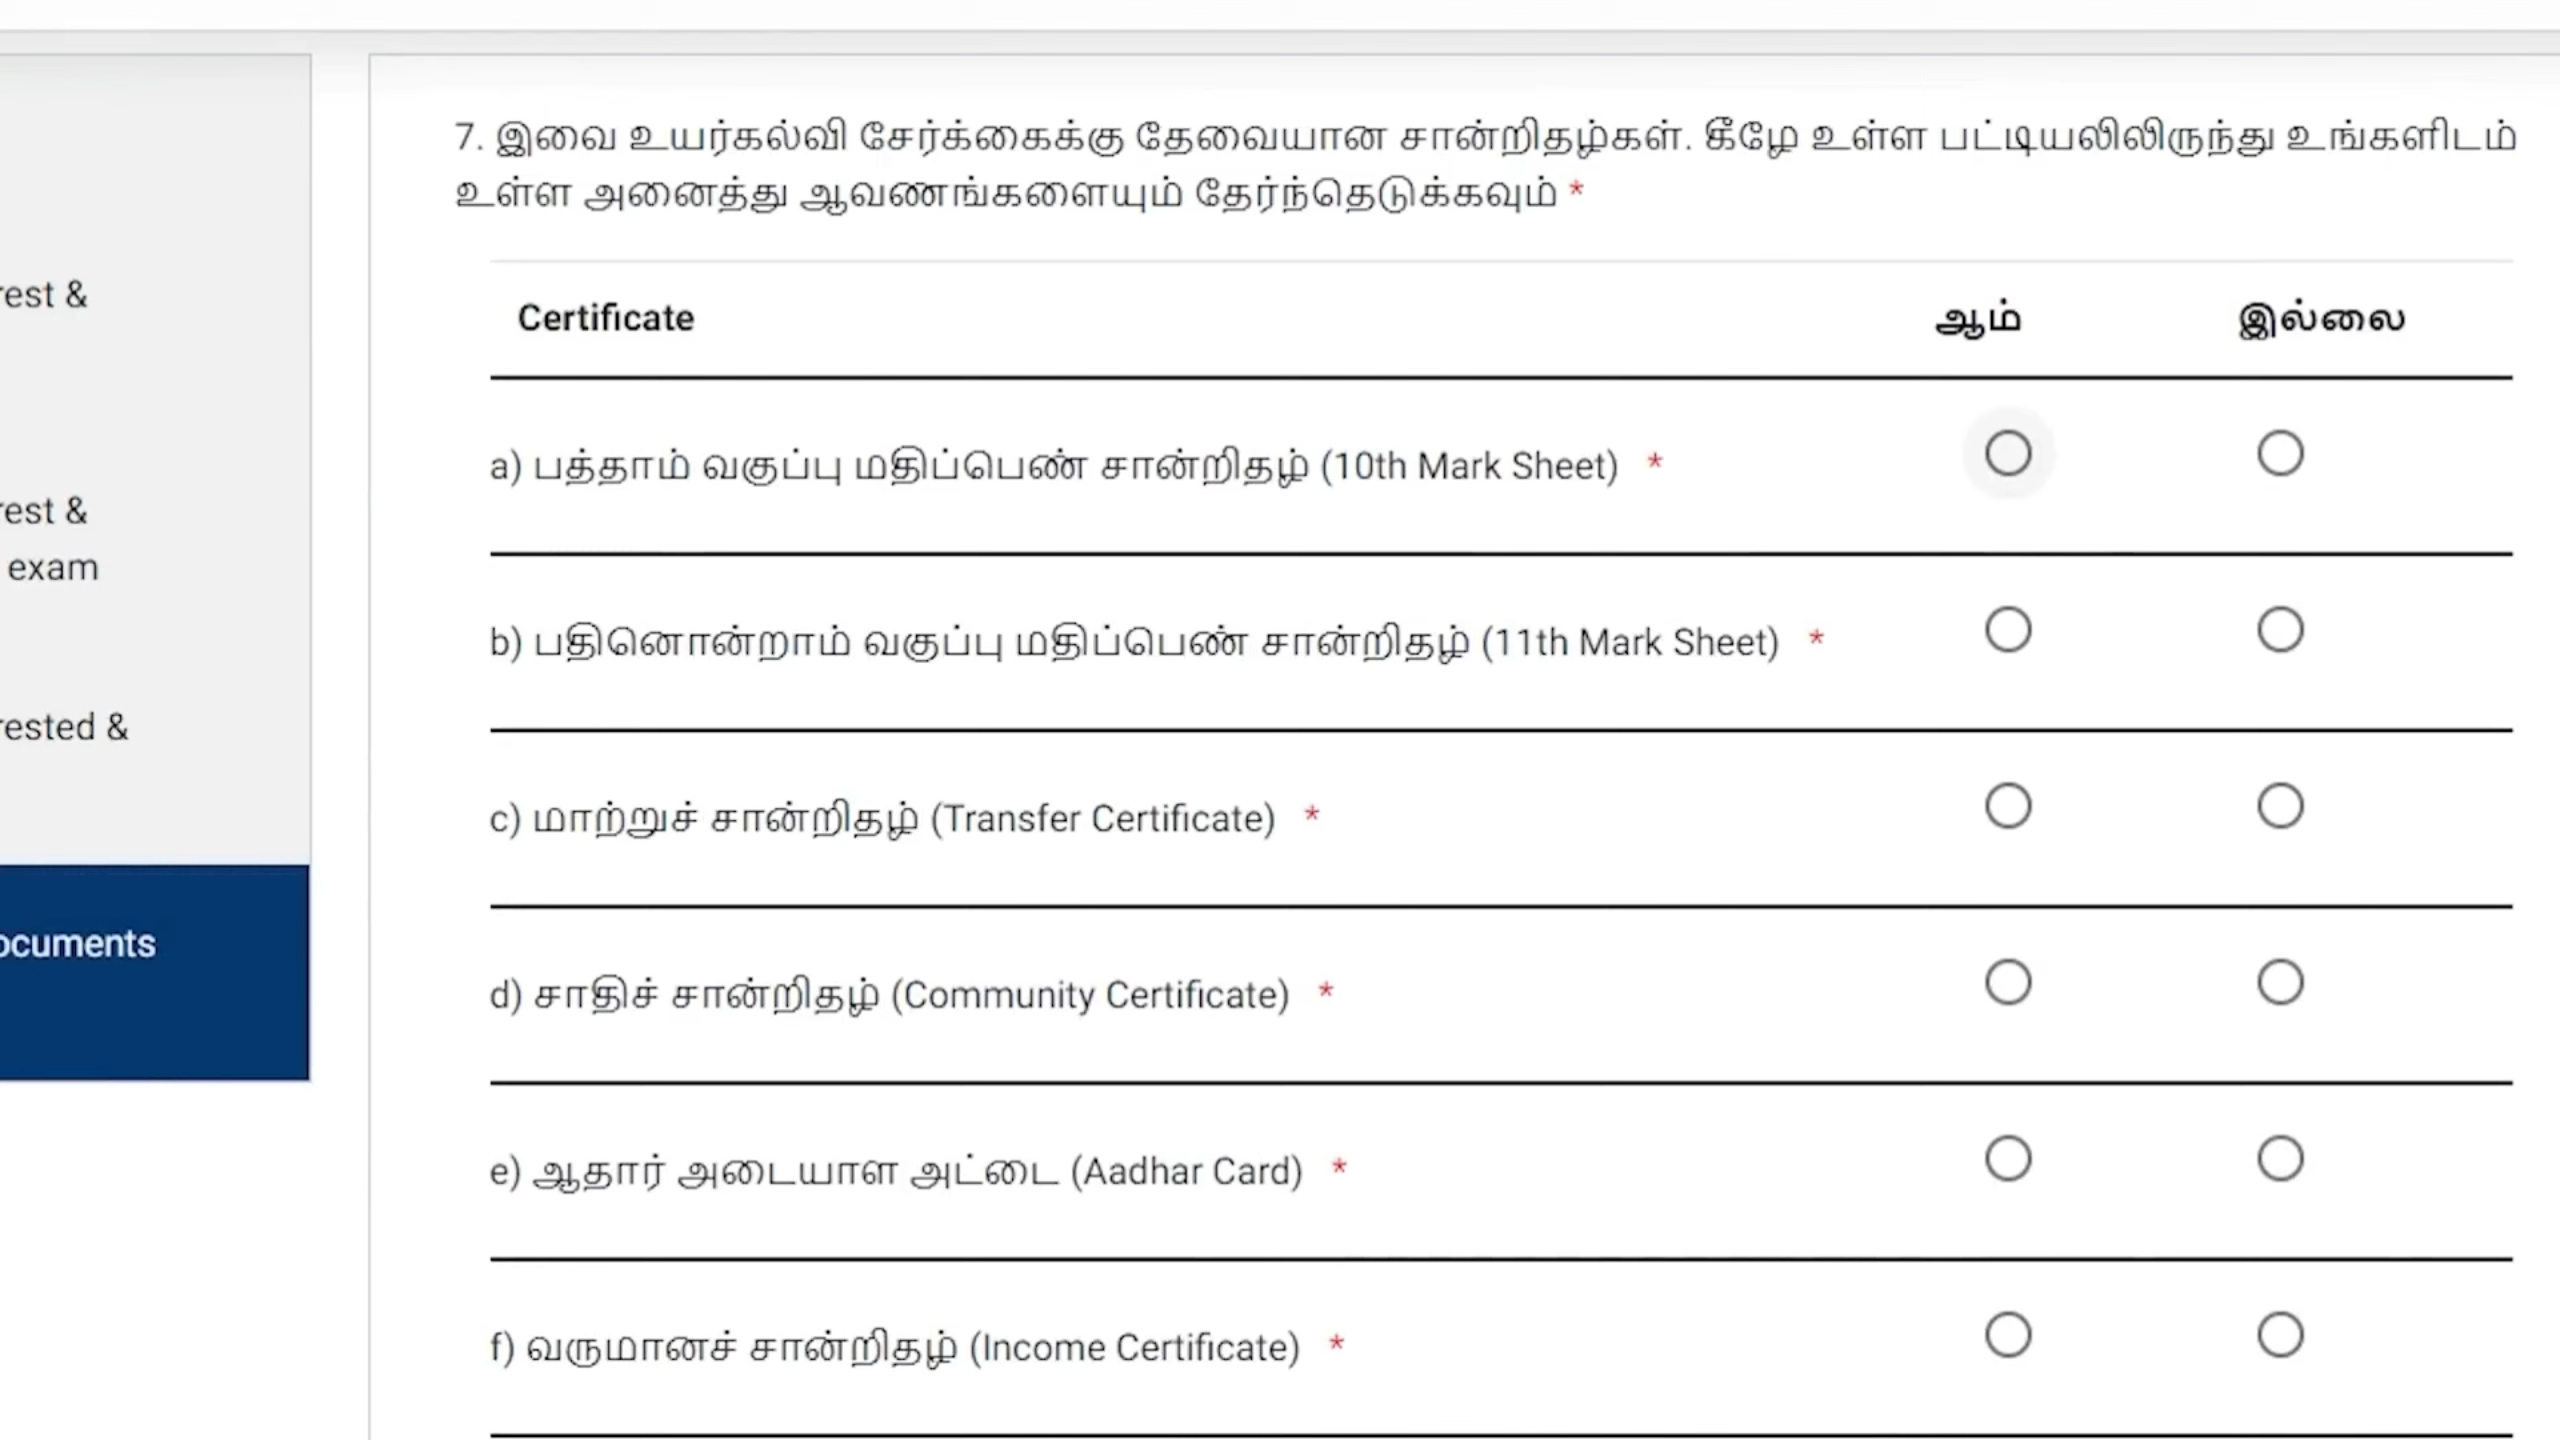 rest &
rest &
exam
rested &
ocuments
7. இவை உயர்கல்வி சேர்க்கைக்கு தேவையான சான்றிதழ்கள். கீழே உள்ள பட்டியலிலிருந்து உங்களிடம்
உள்ள அனைத்து ஆவணங்களையும் தேர்ந்தெடுக்கவும் *
Certificate ஆம் இல்லை
a) பத்தாம் வகுப்பு மதிப்பெண் சான்றிதழ் (10th Mark Sheet) *
b) பதினொன்றாம் வகுப்பு மதிப்பெண் சான்றிதழ் (11th Mark Sheet) *
c) மாற்றுச் சான்றிதழ் (Transfer Certificate) *
d) சாதிச் சான்றிதழ் (Community Certificate) *
e) ஆதார் அடையாள அட்டை (Aadhar Card) *
f) வருமானச் சான்றிதழ் (Income Certificate) *